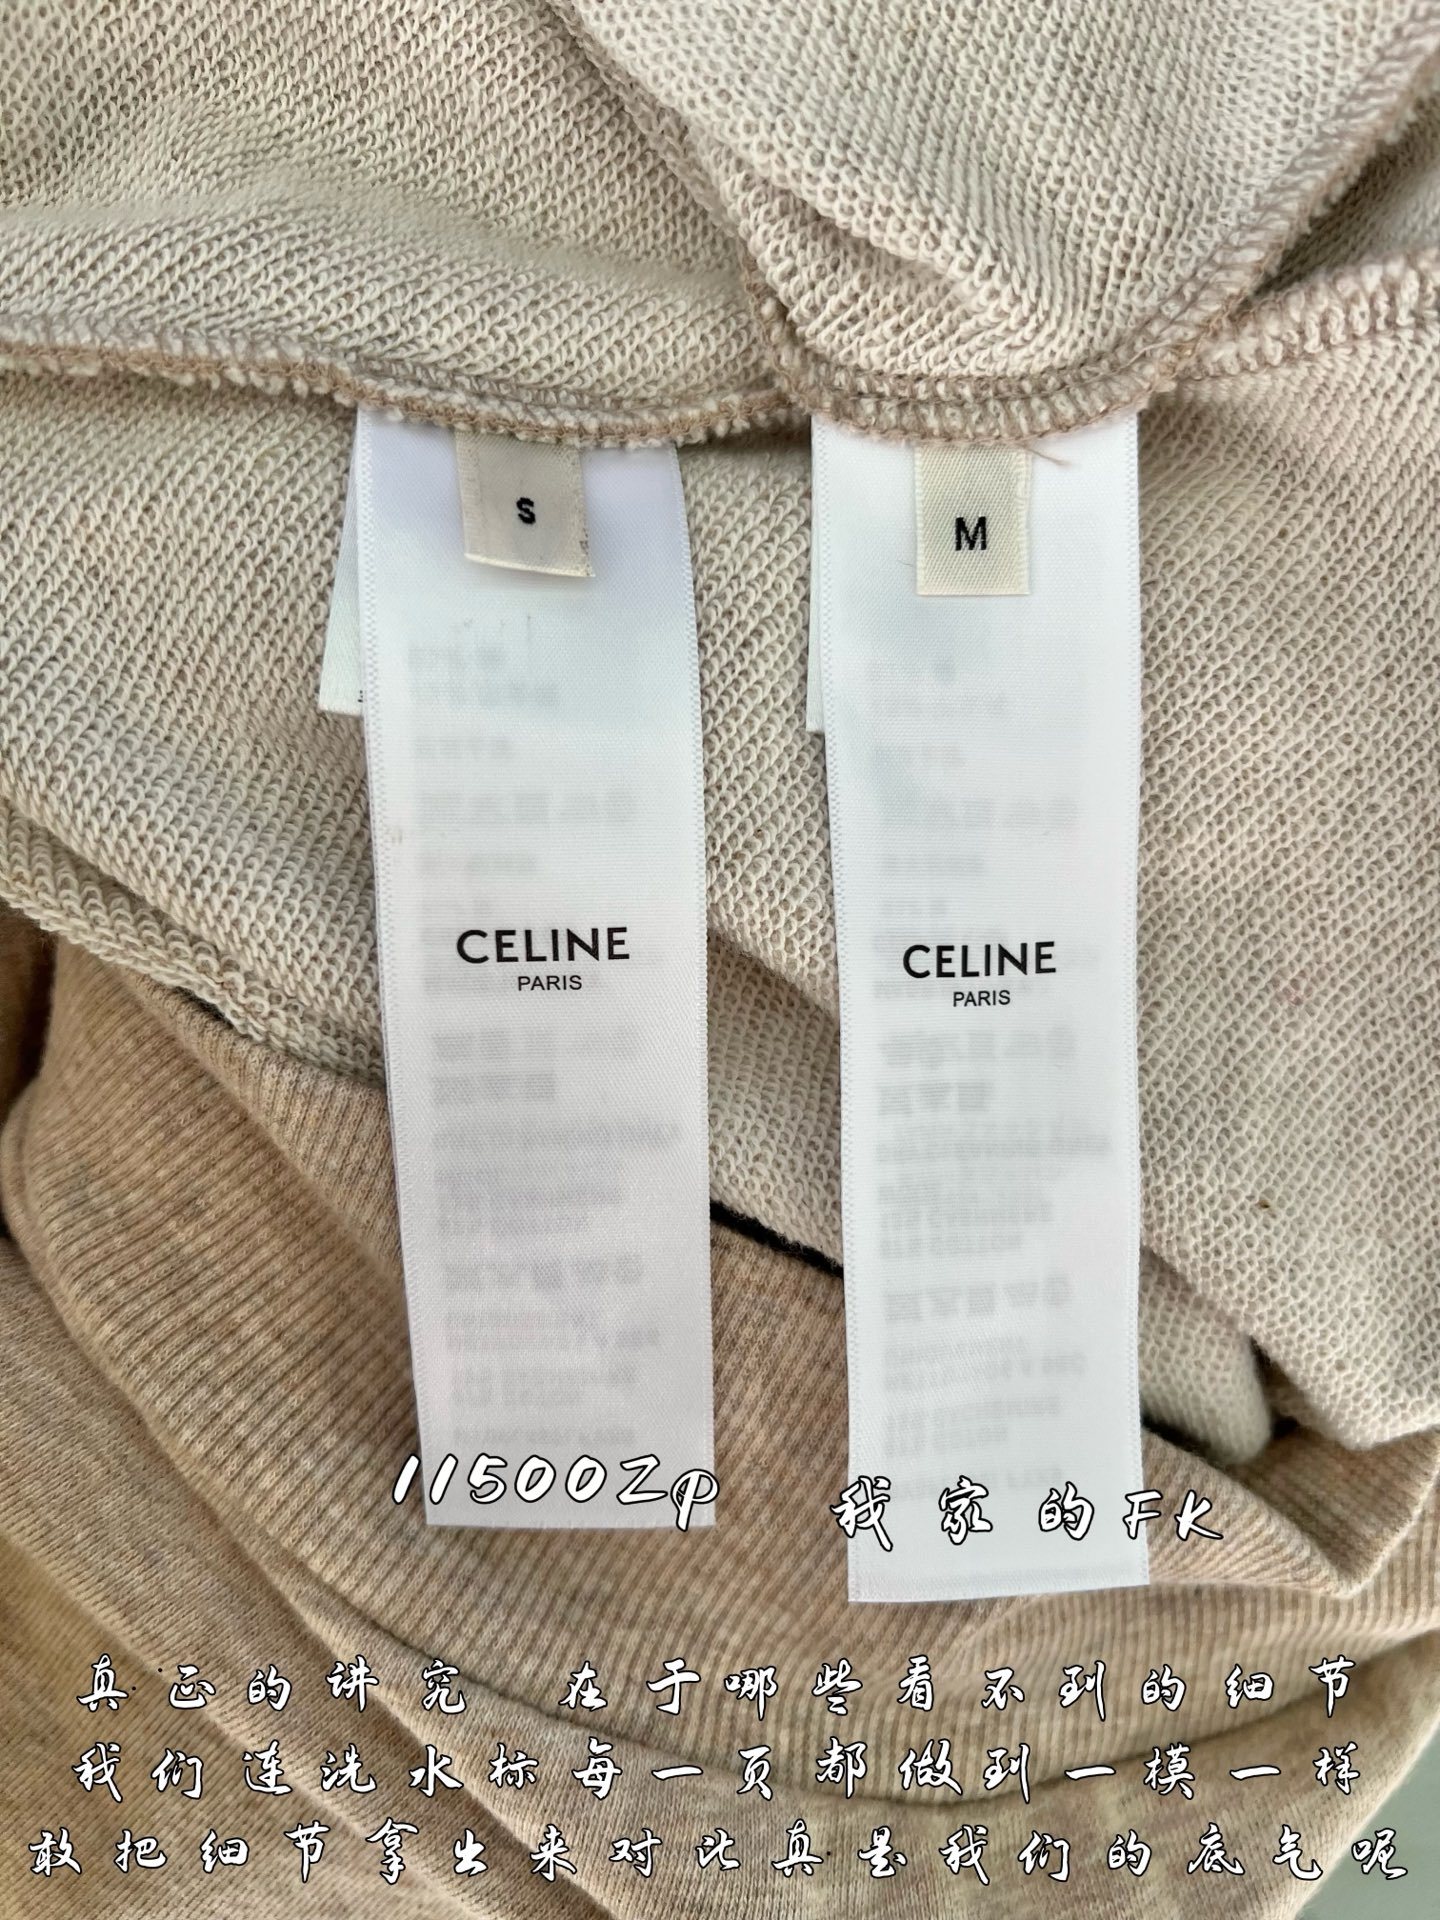 S
M
CELINE
PARIS
CELINE
PARIS
11500Zp
我家的FK
真正的讲究 在于哪些看不到的细节
我们连洗水标每一页都做到一模一样
敢把细节拿出来对比真是我们的底气呢